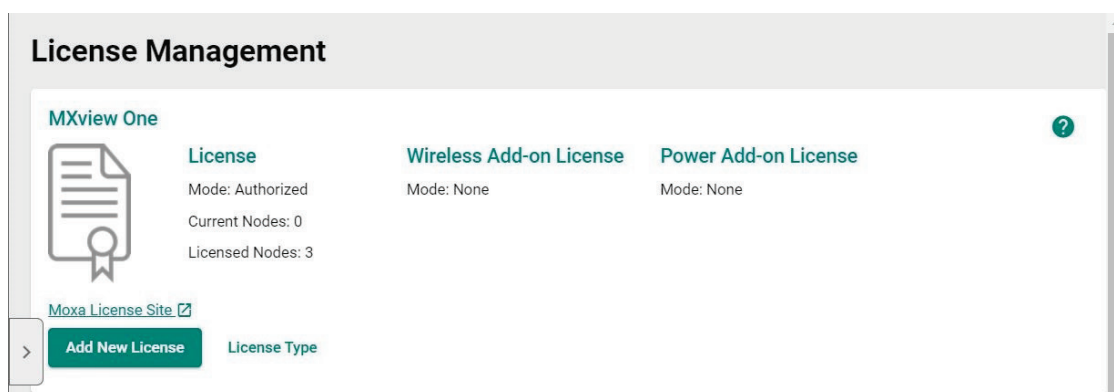 License Management
MXview One
?
License
Mode: Authorized
Current Nodes: 0
Licensed Nodes: 3
Wireless Add-on License
Mode: None
Power Add-on License
Mode: None
Moxa License Site
>
Add New License
License Type